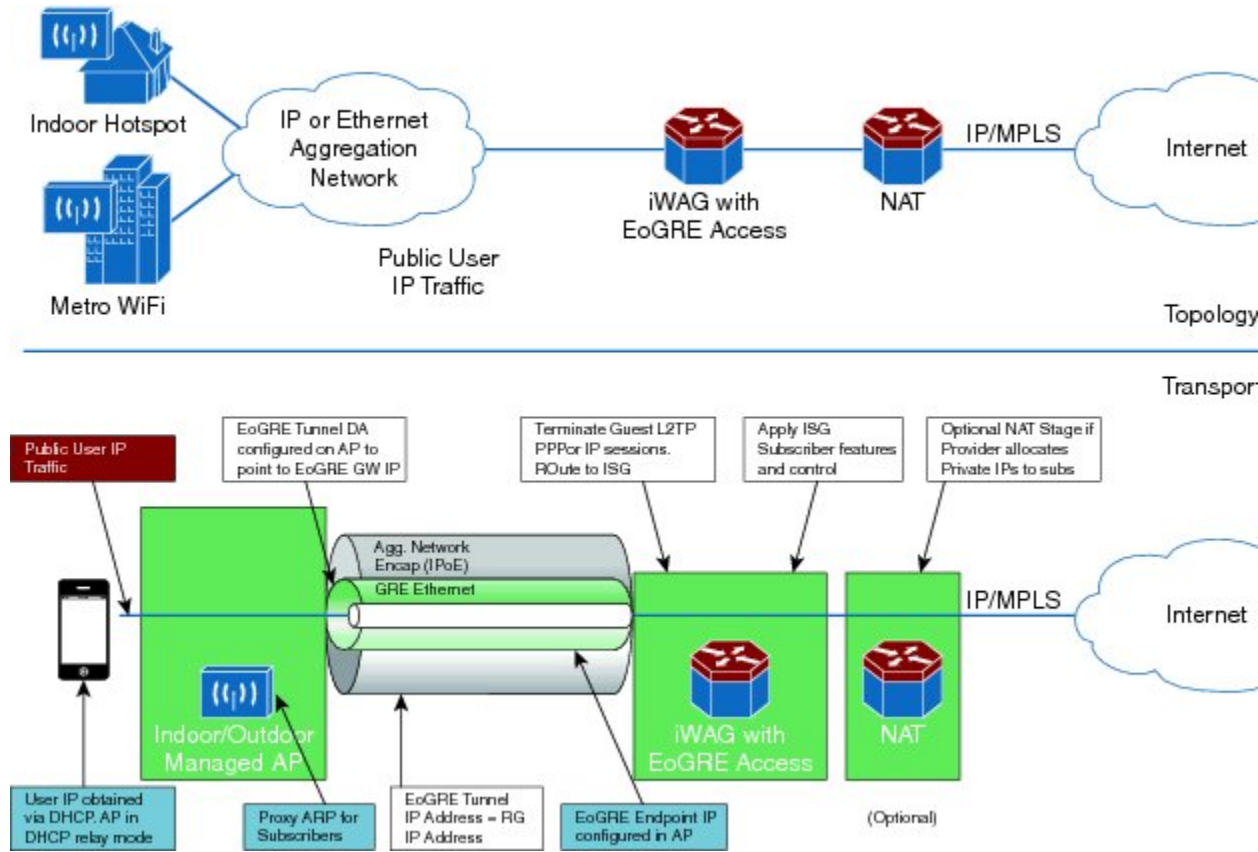 Indoor Hotspot
Metro WiFi
IP or Ethernet
Aggregation
Network
Public User
IP Traffic
iWAG with
EoGRE Access
NAT
IP/MPLS
Internet
Topology
Transport
Public User IP
Traffic
EoGRE Tunnel DA
configured on AP to
point to EoGRE GW IP
Terminate Guest L2TP
PPPor IP sessions.
ROute to ISG
Apply ISG
Subscriber features
and control
Optional NAT Stage if
Provider allocates
Private IPs to subs
Agg. Network
Encap (IPoE)
GRE Ethernet
IP/MPLS
Internet
Indoor/Outdoor
Managed AP
iWAG with
EoGRE Access
NAT
User IP obtained
via DHCP. AP in
DHCP relay mode
Proxy ARP for
Subscribers
EoGRE Tunnel
IP Address = RG
IP Address
EoGRE Endpoint IP
configured in AP
(Optional)